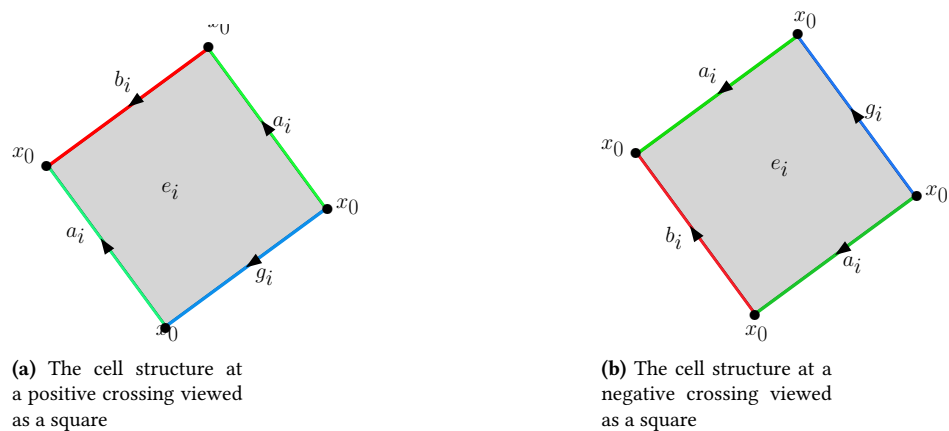 x₀
bᵢ
aᵢ
x₀
eᵢ
x₀
aᵢ
gᵢ
x₀
(a) The cell structure at
a positive crossing viewed
as a square
x₀
aᵢ
gᵢ
x₀
eᵢ
x₀
bᵢ
aᵢ
x₀
(b) The cell structure at a
negative crossing viewed
as a square